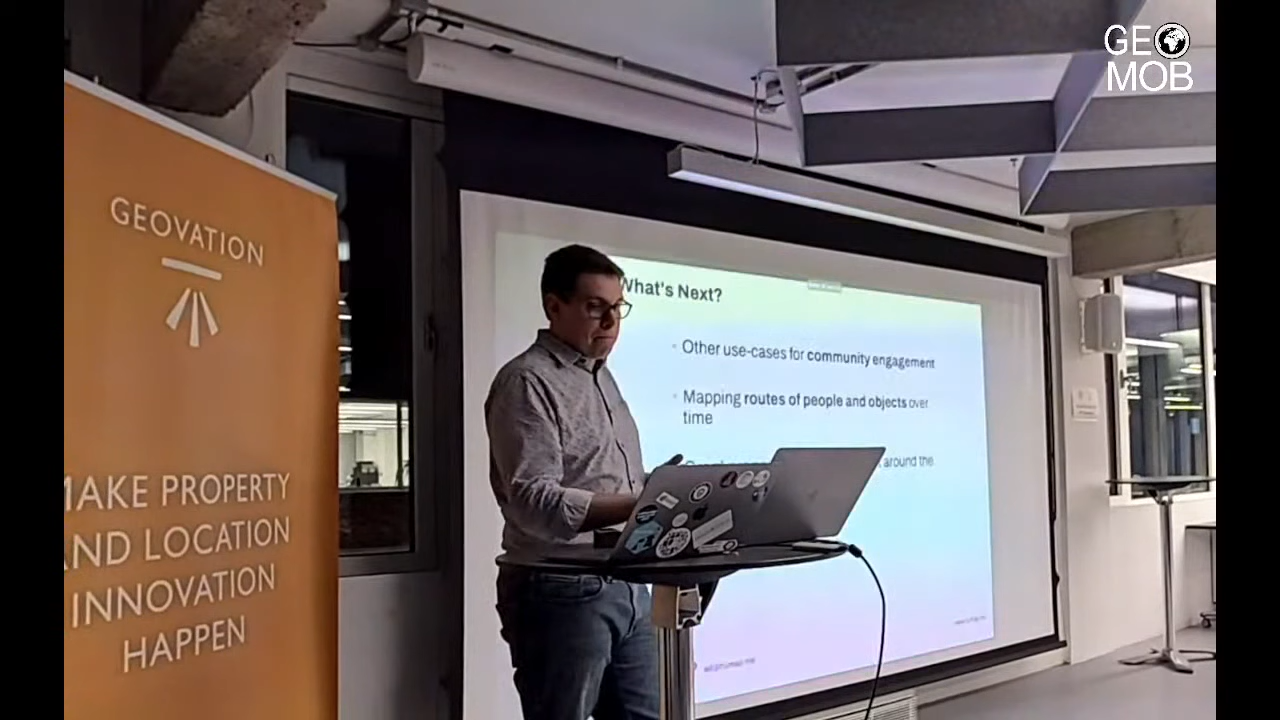 GEO
MOB
GEOVATION
MAKE PROPERTY
AND LOCATION
INNOVATION
HAPPEN
What's Next?
Other use-cases for community engagement
Mapping routes of people and objects over
time
around the